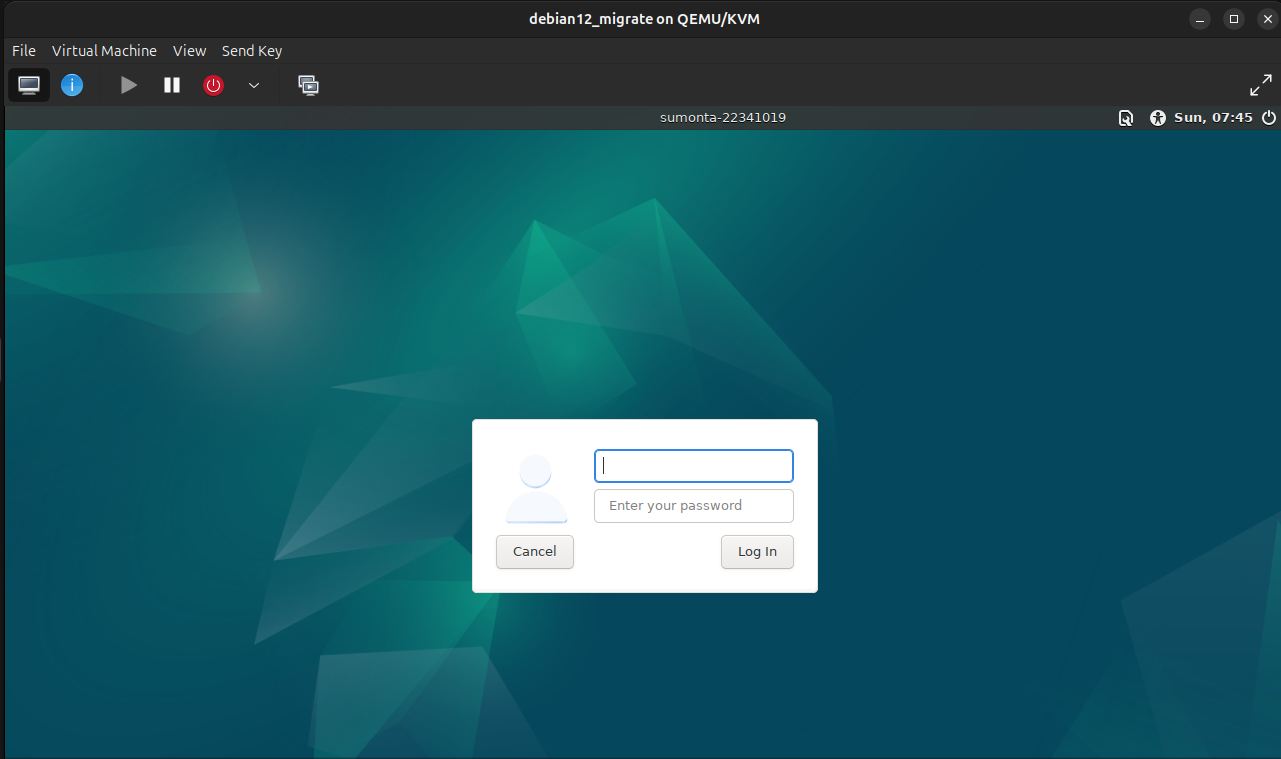 debian12_migrate on QEMU/KVM
File Virtual Machine View Send Key
sumonta-22341019
Sun, 07:45
Enter your password
Cancel
Log In